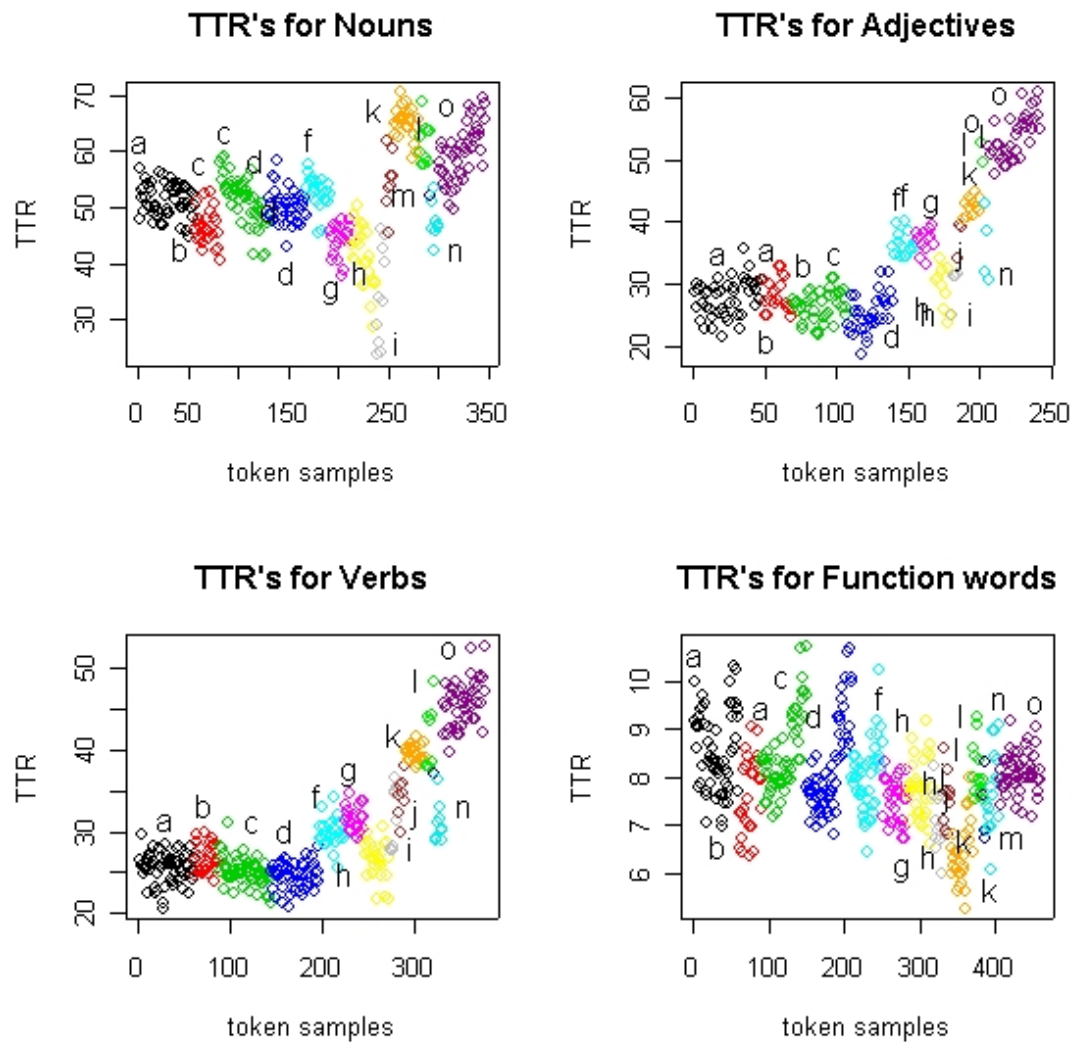 TTR's for Nouns
TTR
70
60
50
40
30
a
b
c
c
d
d
d
f
g
h
i
k
l
m
n
o
0 50 150 250 350
token samples
TTR's for Adjectives
TTR
60
50
40
30
20
a
a
b
b
c
d
ff
g
h
h
i
j
k
l
l
n
o
o
0 50 100 150 200 250
token samples
TTR's for Verbs
TTR
50
40
30
20
a
b
c
d
f
g
h
i
j
k
l
n
o
0 100 200 300
token samples
TTR's for Function words
TTR
10
9
8
7
6
a
a
b
c
d
f
g
h
h
h
i
j
k
k
l
l
m
n
o
0 100 200 300 400
token samples